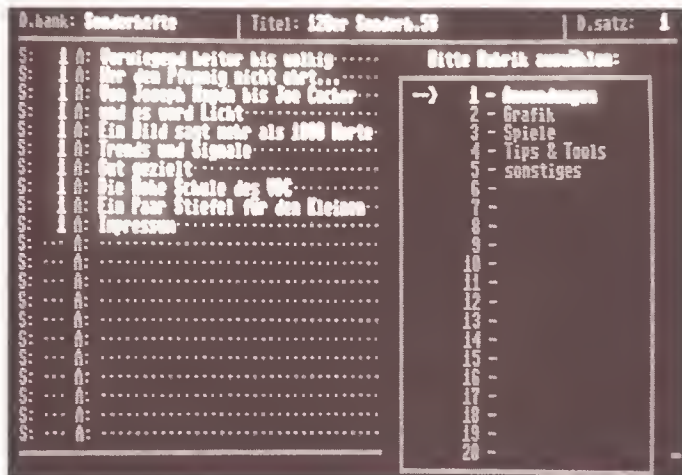 D.bank: Sonderhefte | Titel: 128er Sonderh.58 | D.satz: 1
S: 1 A: Vorwiegend heiter bis wolkig
S: 1 A: Wer den Pfennig nicht ehrt...
S: 1 A: Von Joseph Haydn bis Joe Cocker
S: 1 A: und es werd Licht
S: 1 A: Ein Bild sagt mehr als 1000 Worte
S: 1 A: Trends und Signale
S: 1 A: Gut gezielt
S: 1 A: Die Hohe Schule des VDC
S: 1 A: Ein Paar Stiefel für den Kleinen
S: 1 A: Impressum
S: ... A:
S: ... A:
S: ... A:
S: ... A:
S: ... A:
S: ... A:
S: ... A:
S: ... A:
S: ... A:
S: ... A:
Bitte Rubrik auswählen:
--> 1 - Anwendungen
2 - Grafik
3 - Spiele
4 - Tips & Tools
5 - sonstiges
6 -
7 -
8 -
9 -
10 -
11 -
12 -
13 -
14 -
15 -
16 -
17 -
18 -
19 -
20 -